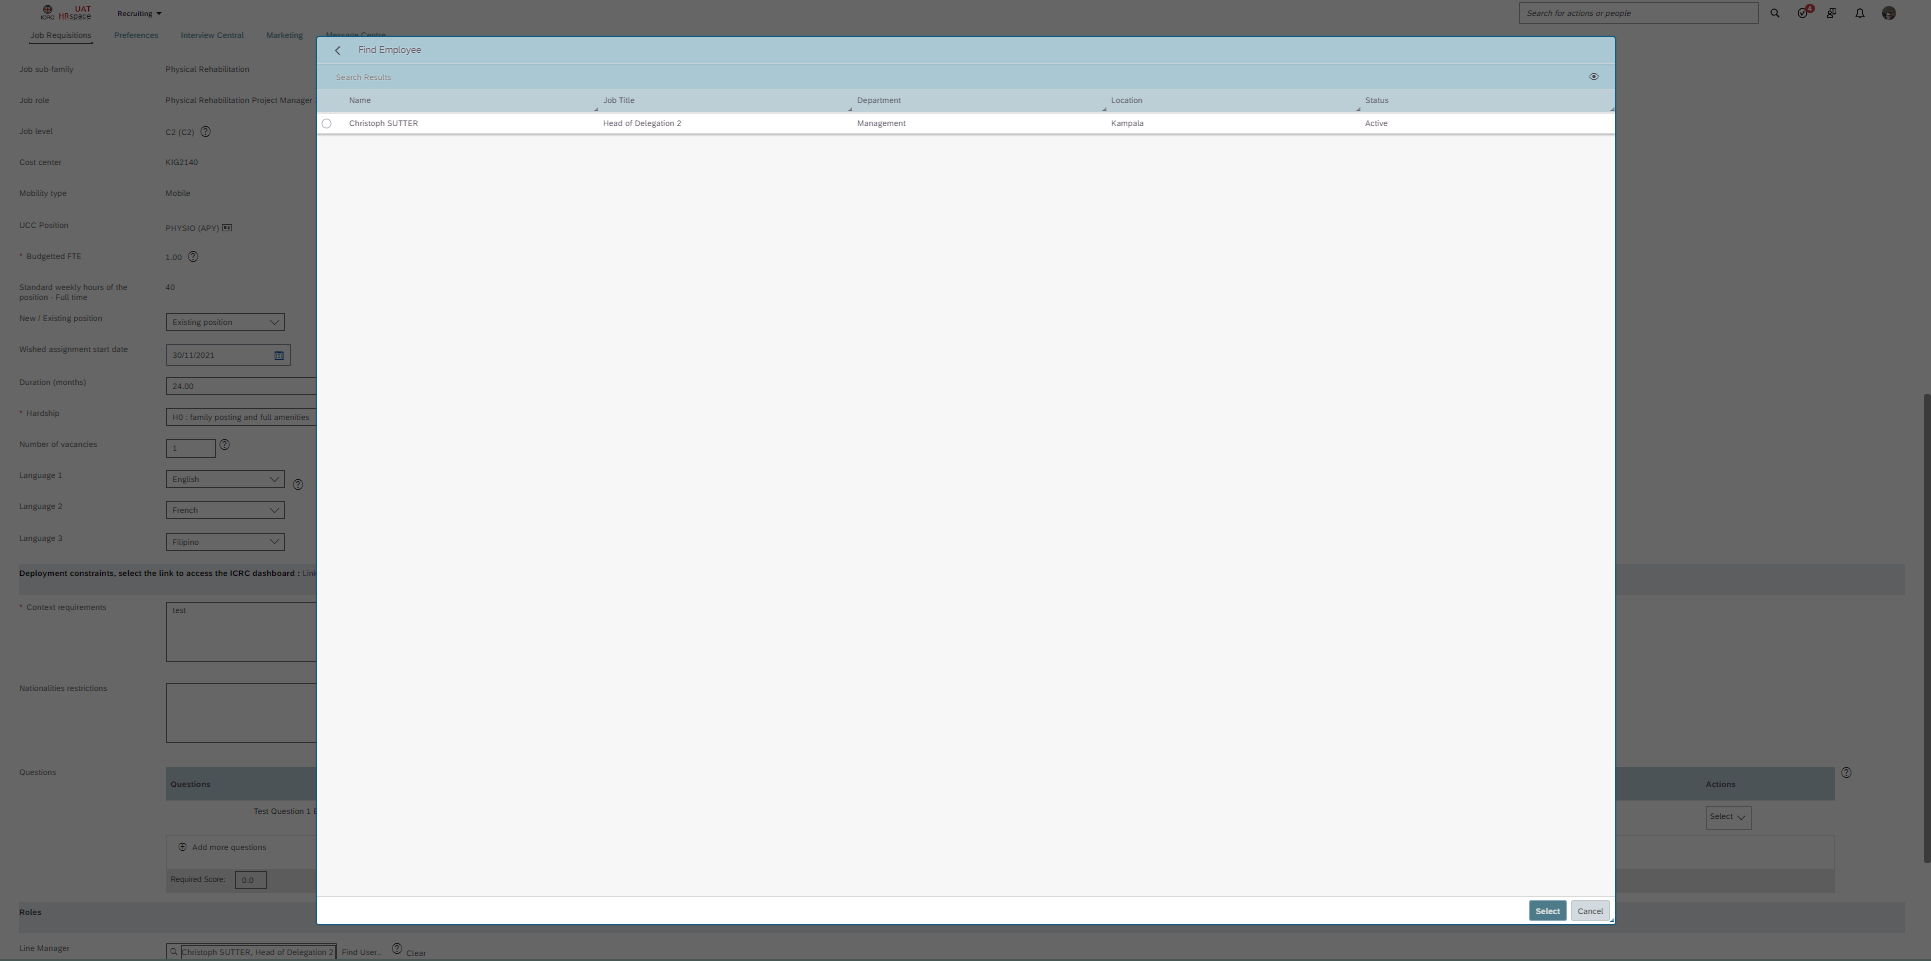 UAT
ICRC HRspace
Recruiting
Search for actions or people
4
Job Requisitions
Preferences
Interview Central
Marketing
Message Centre
Find Employee
Search Results
Name
Job Title
Department
Location
Status
Christoph SUTTER
Head of Delegation 2
Management
Kampala
Active
Job sub-family
Physical Rehabilitation
Job role
Physical Rehabilitation Project Manager
Job level
C2 (C2)
Cost center
KIG2140
Mobility type
Mobile
UCC Position
PHYSIO (APY)
* Budgetted FTE
1.00
Standard weekly hours of the
position - Full time
40
New / Existing position
Existing position
Wished assignment start date
30/11/2021
Duration (months)
24.00
* Hardship
H0 : family posting and full amenities
Number of vacancies
1
Language 1
English
Language 2
French
Language 3
Filipino
Deployment constraints, select the link to access the ICRC dashboard : Link
* Context requirements
test
Nationalities restrictions
Questions
Questions
Actions
Test Question 1 E
Select
Add more questions
Required Score:
0.0
Select
Cancel
Roles
Line Manager
Christoph SUTTER, Head of Delegation 2
Find User..
Clear